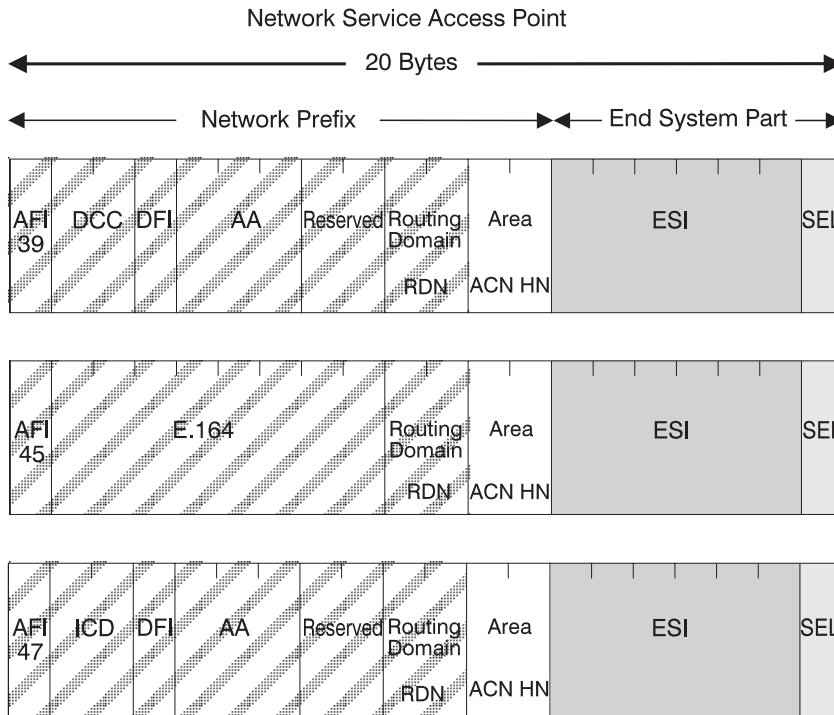 Network Service Access Point
20 Bytes
Network Prefix End System Part
AFI DCC DFI AA Reserved Routing Area ESI SEL
39 Domain
RDN ACN HN
AFI E.164 Routing Area ESI SEL
45 Domain
RDN ACN HN
AFI ICD DFI AA Reserved Routing Area ESI SEL
47 Domain
RDN ACN HN